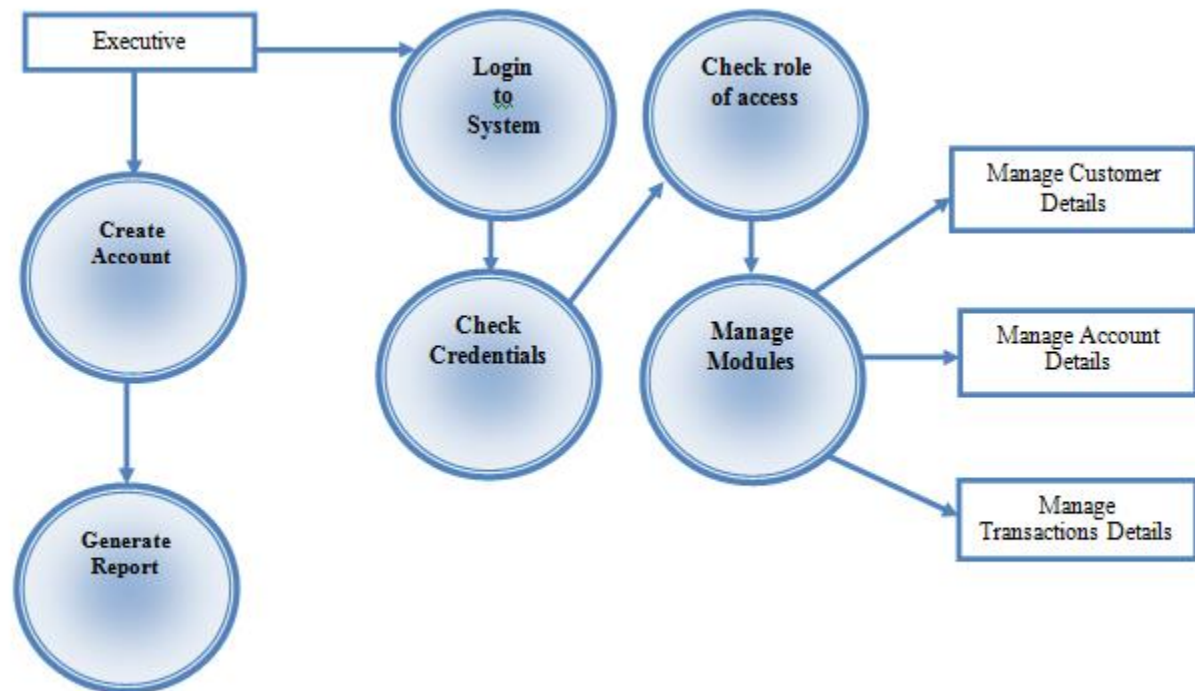 Executive
Login
to
System
Check role
of access
Manage Customer
Details
Create
Account
Check
Credentials
Manage
Modules
Manage Account
Details
Manage
Transactions Details
Generate
Report